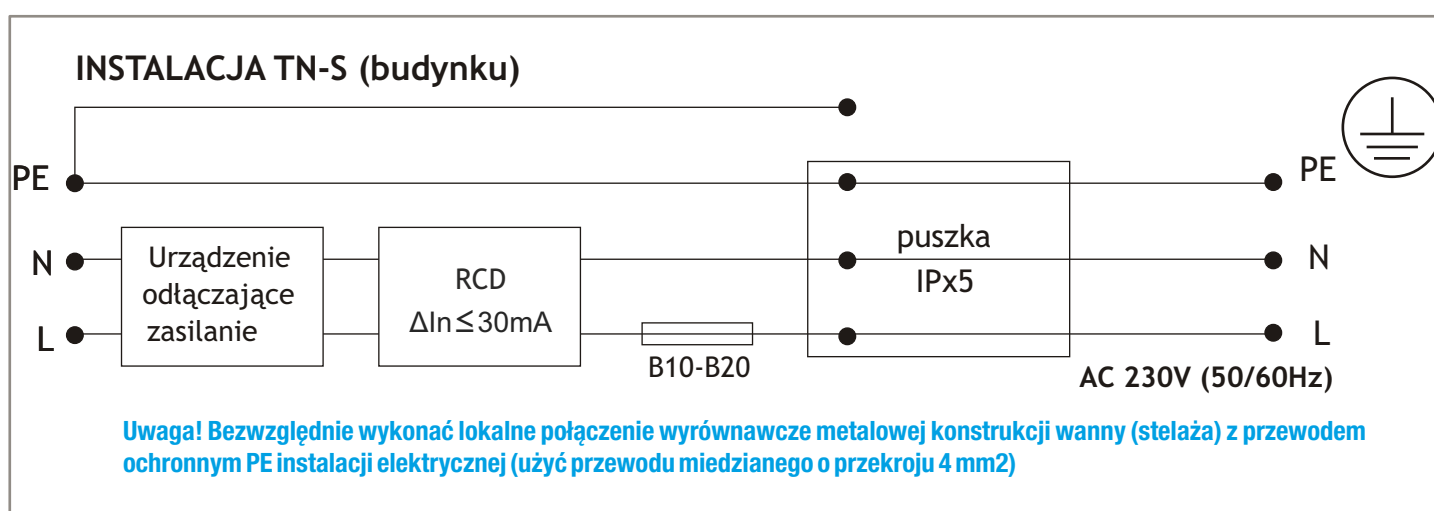 INSTALACJA TN-S (budynku)
PE
PE
N
Urządzenie
odłączające
zasilanie
RCD
ΔIn≤30mA
puszka
IPx5
N
L
B10-B20
L
AC 230V (50/60Hz)
Uwaga! Bezwzględnie wykonać lokalne połączenie wyrównawcze metalowej konstrukcji wanny (stelaża) z przewodem
ochronnym PE instalacji elektrycznej (użyć przewodu miedzianego o przekroju 4 mm2)